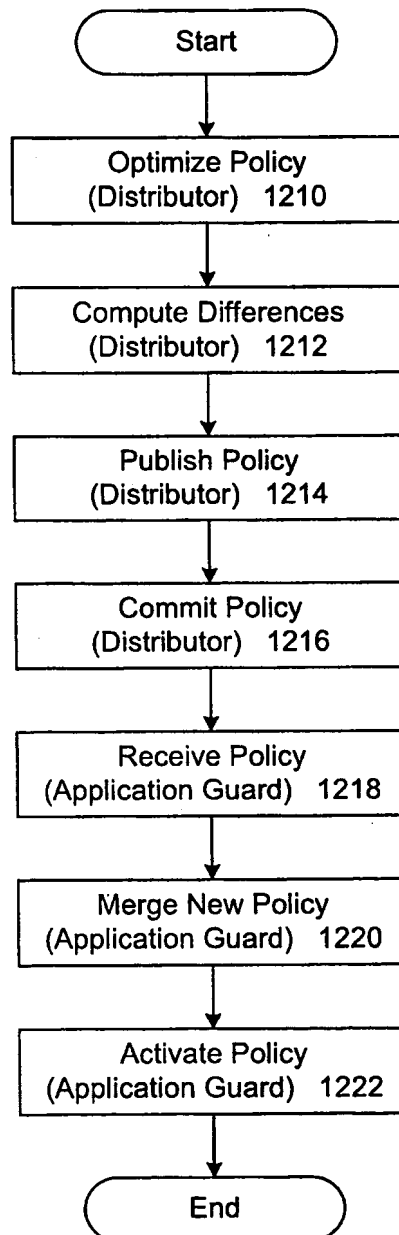 Start
Optimize Policy
(Distributor) 1210
Compute Differences
(Distributor) 1212
Publish Policy
(Distributor) 1214
Commit Policy
(Distributor) 1216
Receive Policy
(Application Guard) 1218
Merge New Policy
(Application Guard) 1220
Activate Policy
(Application Guard) 1222
End